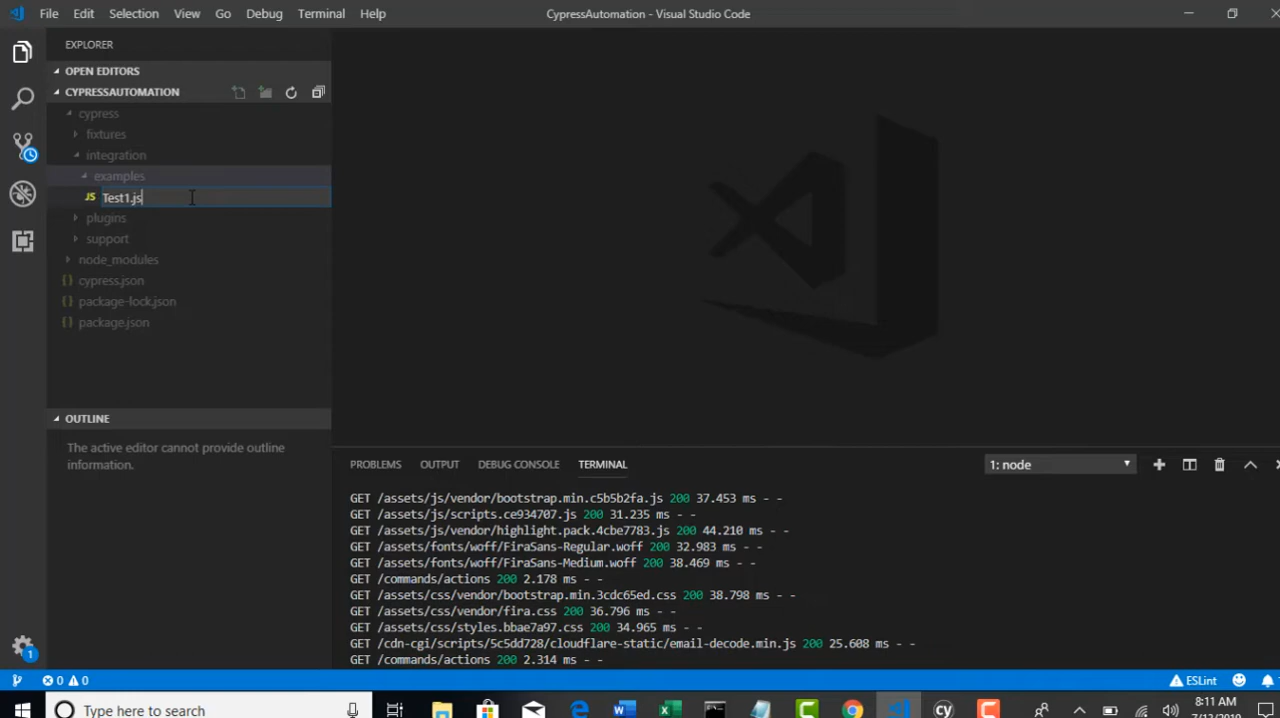 File Edit Selection View Go Debug Terminal Help
CypressAutomation - Visual Studio Code
EXPLORER
OPEN EDITORS
CYPRESSAUTOMATION
cypress
fixtures
integration
examples
JS Test1.js
plugins
support
node_modules
{} cypress.json
{} package-lock.json
{} package.json
OUTLINE
The active editor cannot provide outline
information.
PROBLEMS OUTPUT DEBUG CONSOLE TERMINAL
1: node
GET /assets/js/vendor/bootstrap.min.c5b5b2fa.js 200 37.453 ms - -
GET /assets/js/scripts.ce934707.js 200 31.235 ms - -
GET /assets/js/vendor/highlight.pack.4cbe7783.js 200 44.210 ms - -
GET /assets/fonts/woff/FiraSans-Regular.woff 200 32.983 ms - -
GET /assets/fonts/woff/FiraSans-Medium.woff 200 38.469 ms - -
GET /commands/actions 200 2.178 ms - -
GET /assets/css/vendor/bootstrap.min.3cdc65ed.css 200 38.798 ms - -
GET /assets/css/vendor/fira.css 200 36.796 ms - -
GET /assets/css/styles.bbae7a97.css 200 34.965 ms - -
GET /cdn-cgi/scripts/5c5dd728/cloudflare-static/email-decode.min.js 200 25.608 ms - -
GET /commands/actions 200 2.314 ms - -
1
0 0
ESLint
Type here to search
cy
8:11 AM